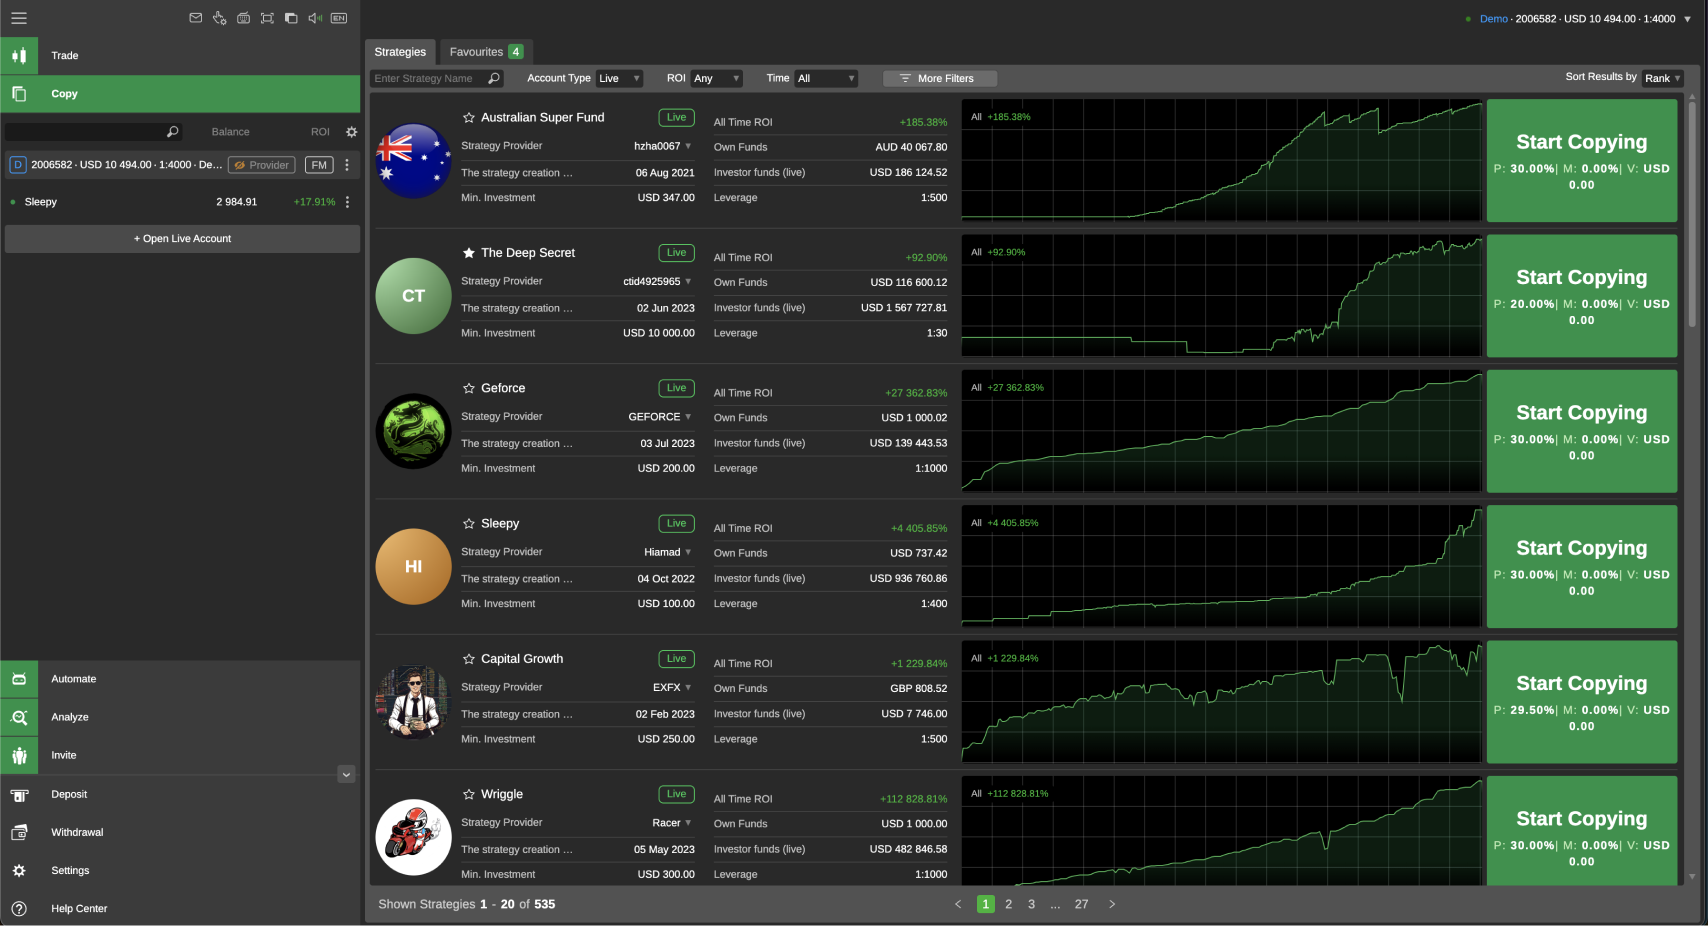 EN
Demo · 2006582 · USD 10 494.00 · 1:4000
Trade
Copy
Balance ROI
D 2006582 · USD 10 494.00 · 1:4000 · De... Provider FM
Sleepy 2 984.91 +17.91%
+ Open Live Account
Automate
Analyze
Invite
Deposit
Withdrawal
Settings
Help Center
Strategies Favourites 4
Enter Strategy Name Account Type Live ROI Any Time All More Filters Sort Results by Rank
Australian Super Fund Live
Strategy Provider hzha0067
The strategy creation ... 06 Aug 2021
Min. Investment USD 347.00
All Time ROI +185.38%
Own Funds AUD 40 067.80
Investor funds (live) USD 186 124.52
Leverage 1:500
All +185.38%
Start Copying
P: 30.00%| M: 0.00%| V: USD
0.00
CT
The Deep Secret Live
Strategy Provider ctid4925965
The strategy creation ... 02 Jun 2023
Min. Investment USD 10 000.00
All Time ROI +92.90%
Own Funds USD 116 600.12
Investor funds (live) USD 1 567 727.81
Leverage 1:30
All +92.90%
Start Copying
P: 20.00%| M: 0.00%| V: USD
0.00
Geforce Live
Strategy Provider GEFORCE
The strategy creation ... 03 Jul 2023
Min. Investment USD 200.00
All Time ROI +27 362.83%
Own Funds USD 1 000.02
Investor funds (live) USD 139 443.53
Leverage 1:1000
All +27 362.83%
Start Copying
P: 30.00%| M: 0.00%| V: USD
0.00
HI
Sleepy Live
Strategy Provider Hiamad
The strategy creation ... 04 Oct 2022
Min. Investment USD 100.00
All Time ROI +4 405.85%
Own Funds USD 737.42
Investor funds (live) USD 936 760.86
Leverage 1:400
All +4 405.85%
Start Copying
P: 30.00%| M: 0.00%| V: USD
0.00
Capital Growth Live
Strategy Provider EXFX
The strategy creation ... 02 Feb 2023
Min. Investment USD 250.00
All Time ROI +1 229.84%
Own Funds GBP 808.52
Investor funds (live) USD 7 746.00
Leverage 1:500
All +1 229.84%
Start Copying
P: 29.50%| M: 0.00%| V: USD
0.00
Wriggle Live
Strategy Provider Racer
The strategy creation ... 05 May 2023
Min. Investment USD 300.00
All Time ROI +112 828.81%
Own Funds USD 1 000.00
Investor funds (live) USD 482 846.58
Leverage 1:1000
All +112 828.81%
Start Copying
P: 30.00%| M: 0.00%| V: USD
0.00
Shown Strategies 1 - 20 of 535
< 1 2 3 ... 27 >